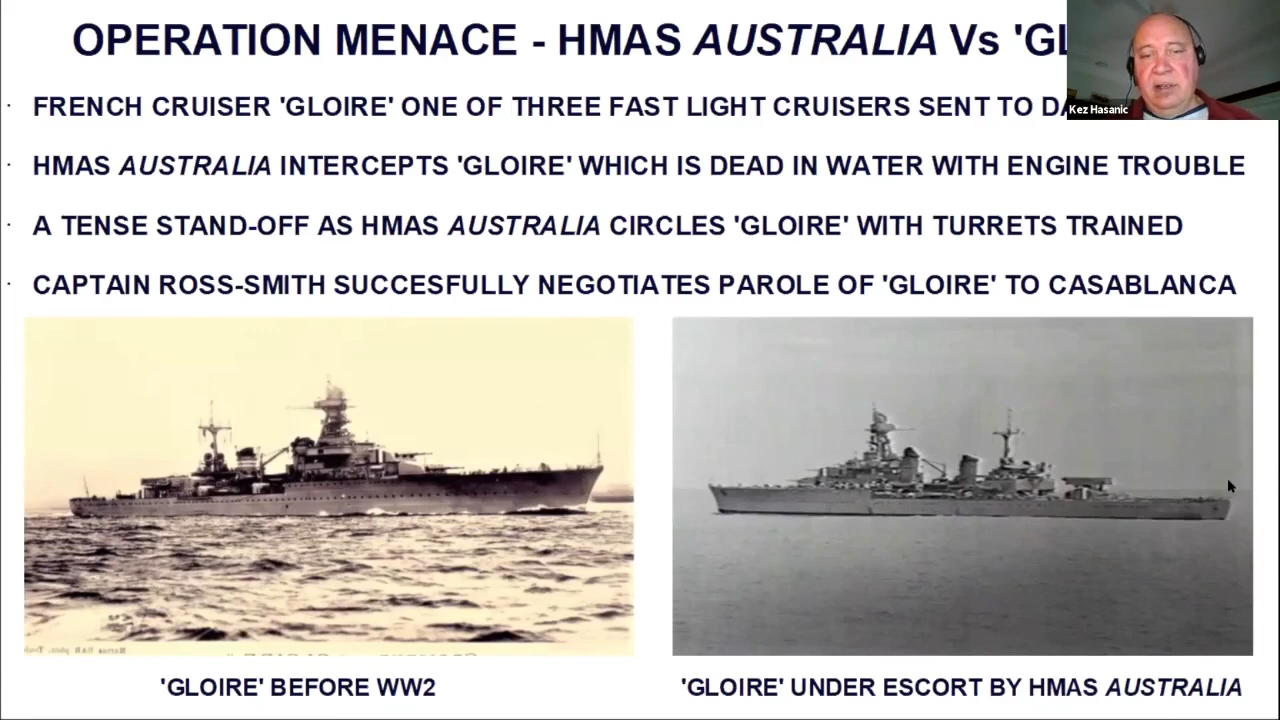 OPERATION MENACE - HMAS AUSTRALIA Vs
Kez Hasanic
FRENCH CRUISER 'GLOIRE' ONE OF THREE FAST LIGHT CRUISERS SENT TO
HMAS AUSTRALIA INTERCEPTS 'GLOIRE' WHICH IS DEAD IN WATER WITH ENGINE TROUBLE
A TENSE STAND-OFF AS HMAS AUSTRALIA CIRCLES 'GLOIRE' WITH TURRETS TRAINED
CAPTAIN ROSS-SMITH SUCCESFULLY NEGOTIATES PAROLE OF 'GLOIRE' TO CASABLANCA
'GLOIRE' BEFORE WW2
'GLOIRE' UNDER ESCORT BY HMAS AUSTRALIA